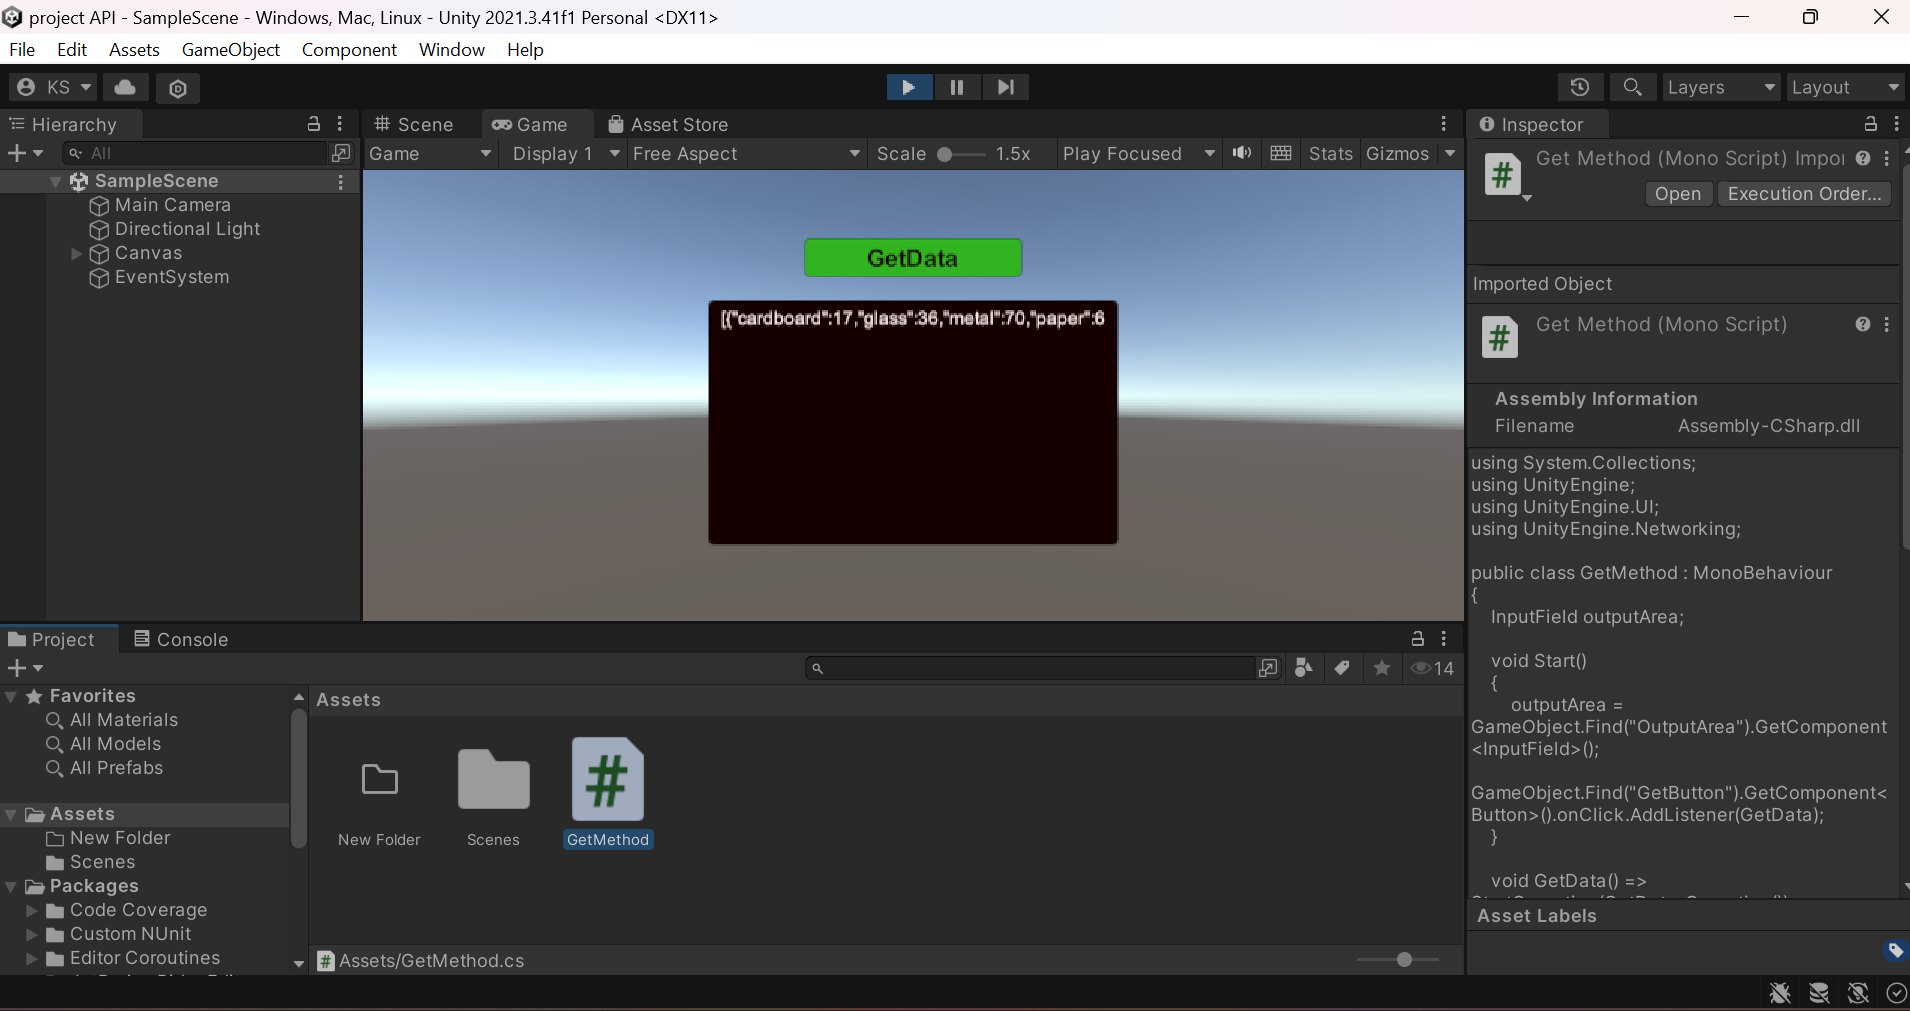 project API - SampleScene - Windows, Mac, Linux - Unity 2021.3.41f1 Personal <DX11>
File Edit Assets GameObject Component Window Help
KS
Layers Layout
Hierarchy
All
SampleScene
Main Camera
Directional Light
Canvas
EventSystem
Scene Game Asset Store
Game Display 1 Free Aspect Scale 1.5x Play Focused Stats Gizmos
GetData
[{"cardboard":17,"glass":36,"metal":70,"paper":6
Inspector
Get Method (Mono Script) Impor
Open Execution Order...
Imported Object
Get Method (Mono Script)
Assembly Information
Filename Assembly-CSharp.dll
using System.Collections;
using UnityEngine;
using UnityEngine.UI;
using UnityEngine.Networking;
public class GetMethod : MonoBehaviour
{
InputField outputArea;
void Start()
{
outputArea =
GameObject.Find("OutputArea").GetComponent
<InputField>();
GameObject.Find("GetButton").GetComponent<
Button>().onClick.AddListener(GetData);
}
void GetData() =>
Asset Labels
Project Console
14
Favorites
All Materials
All Models
All Prefabs
Assets
New Folder
Scenes
Packages
Code Coverage
Custom NUnit
Editor Coroutines
Assets
New Folder Scenes GetMethod
Assets/GetMethod.cs